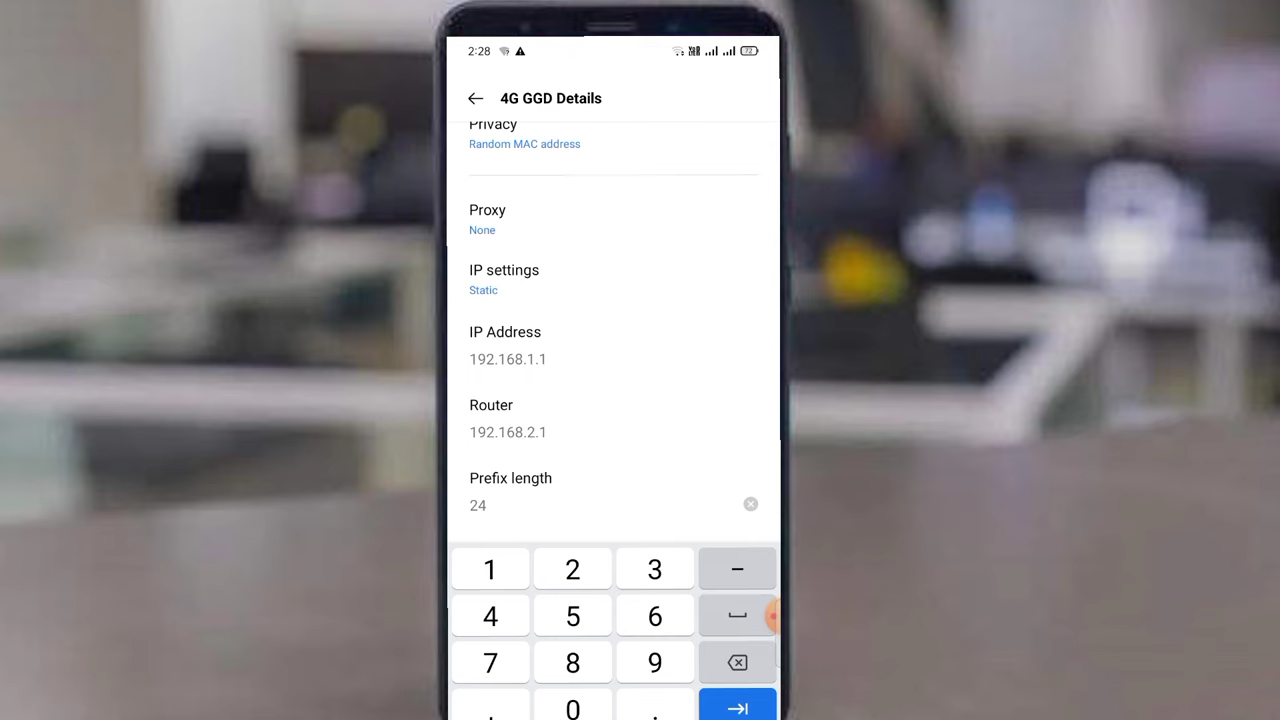 2:28
72
4G GGD Details
Privacy
Random MAC address
Proxy
None
IP settings
Static
IP Address
192.168.1.1
Router
192.168.2.1
Prefix length
24
1 2 3 –
4 5 6
7 8 9
. 0 .